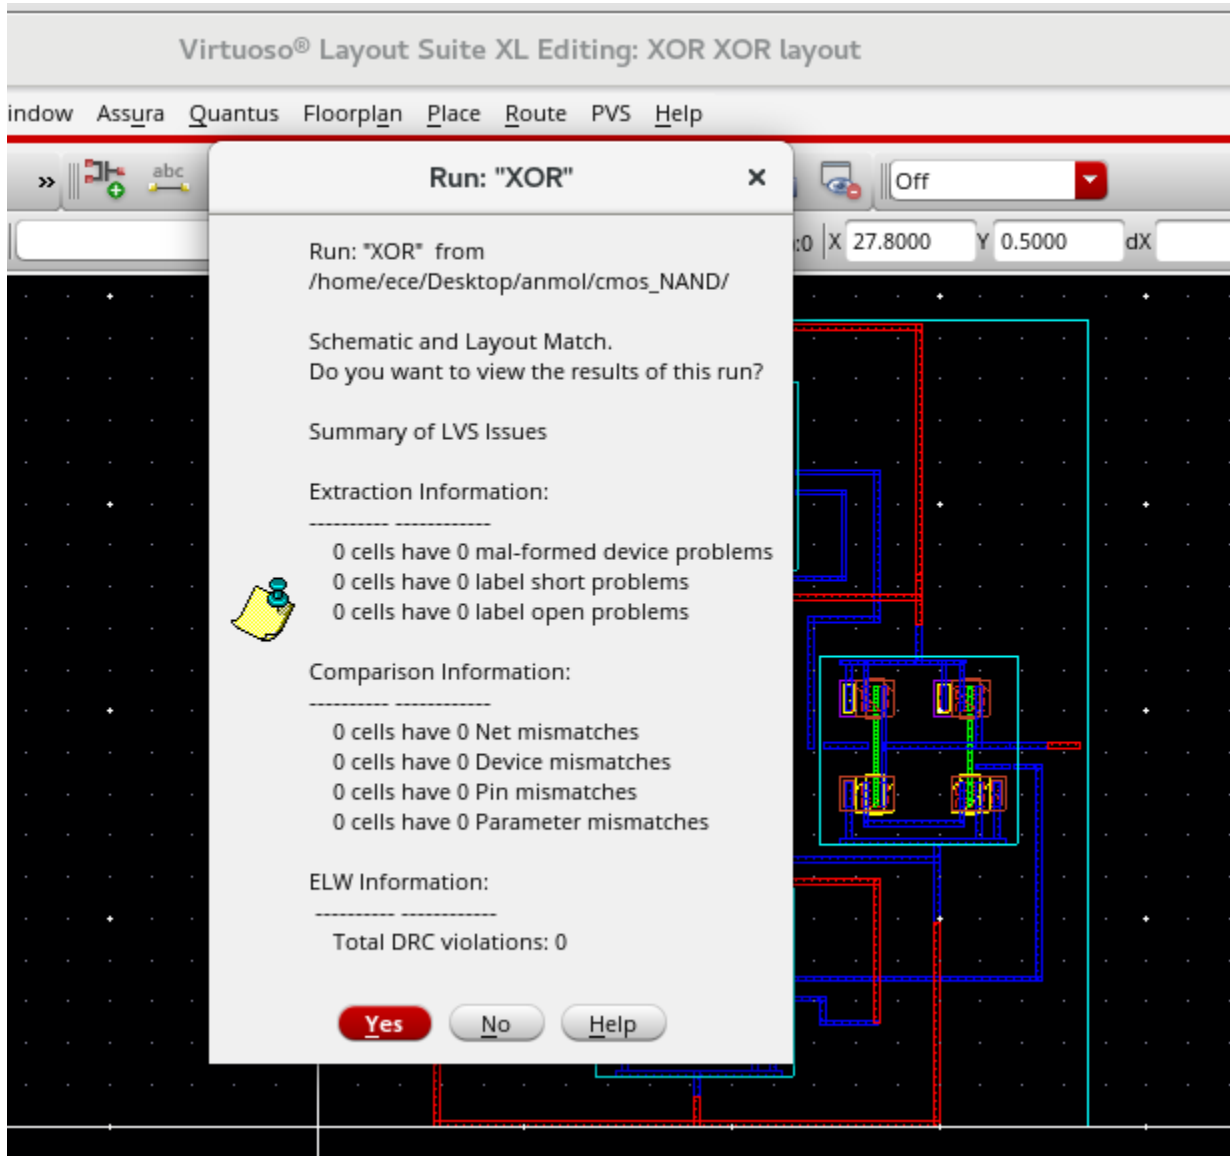 Virtuoso® Layout Suite XL Editing: XOR XOR layout
indow Assura Quantus Floorplan Place Route PVS Help
» abc Off
:0 X 27.8000 Y 0.5000 dX
Run: "XOR"
Run: "XOR" from
/home/ece/Desktop/anmol/cmos_NAND/
Schematic and Layout Match.
Do you want to view the results of this run?
Summary of LVS Issues
Extraction Information:
---------- ------------
0 cells have 0 mal-formed device problems
0 cells have 0 label short problems
0 cells have 0 label open problems
Comparison Information:
---------- ------------
0 cells have 0 Net mismatches
0 cells have 0 Device mismatches
0 cells have 0 Pin mismatches
0 cells have 0 Parameter mismatches
ELW Information:
---------- ------------
Total DRC violations: 0
Yes No Help